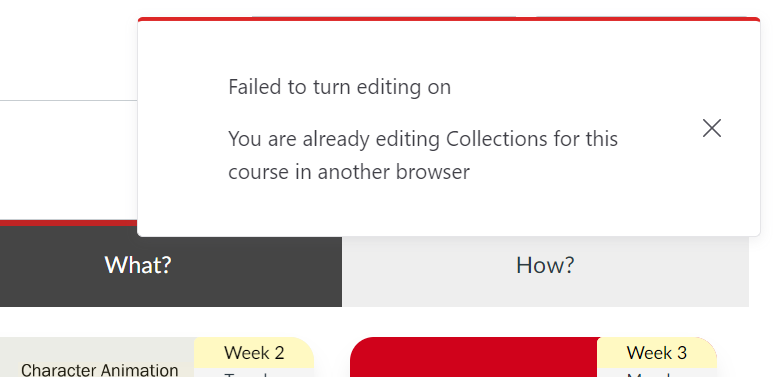 Failed to turn editing on
You are already editing Collections for this
course in another browser
What?
How?
Week 2
Character Animation
Week 3